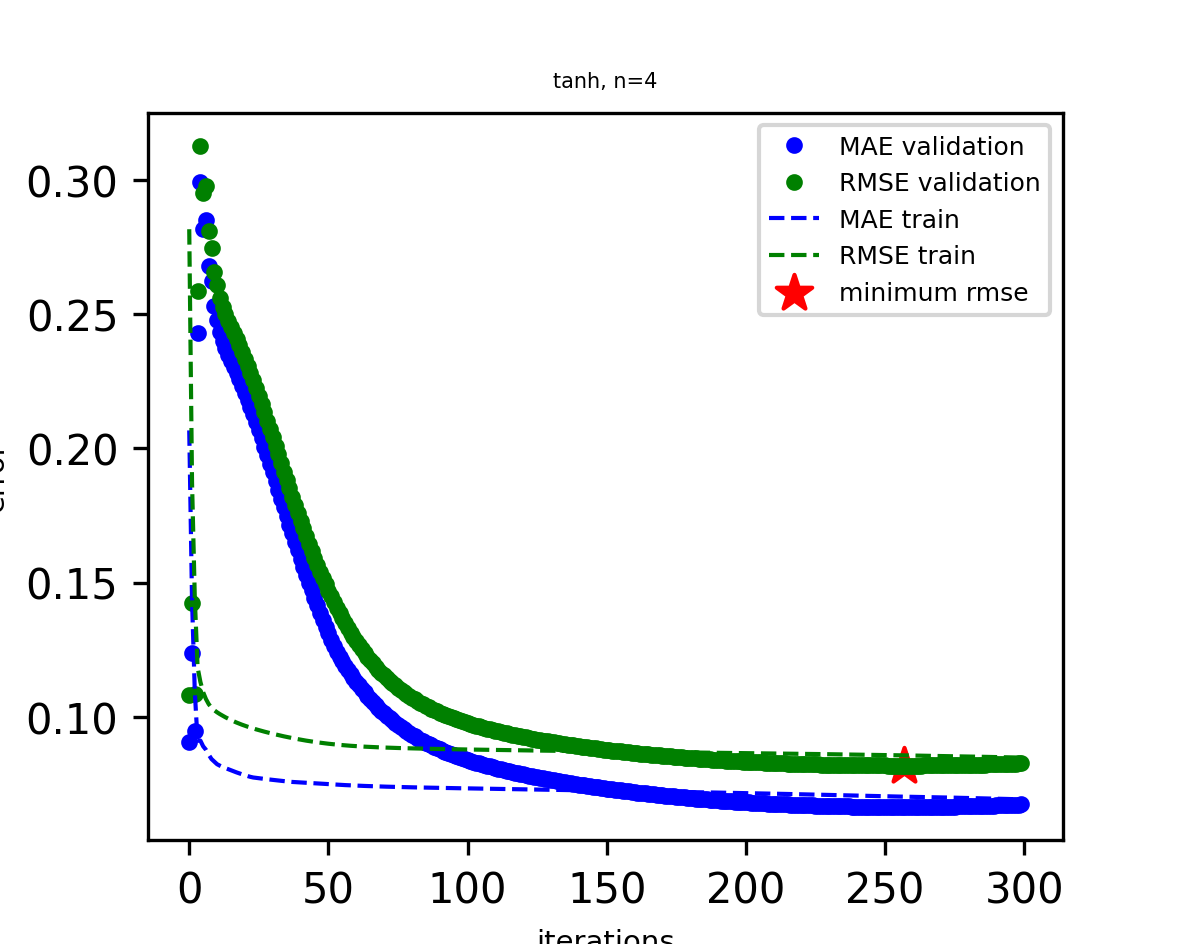 tanh, n=4
MAE validation
RMSE validation
MAE train
RMSE train
minimum rmse
0.30
0.25
0.20
0.15
0.10
0 50 100 150 200 250 300
iterations